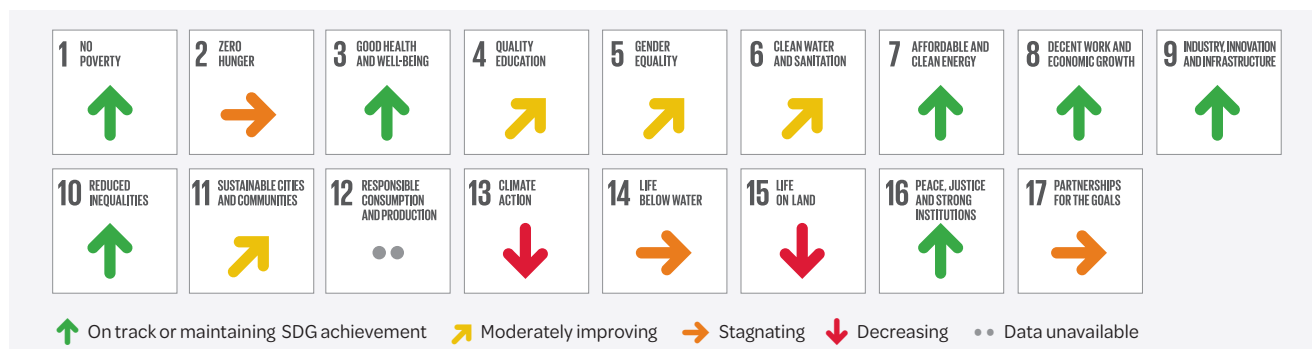 1 NO
POVERTY
2 ZERO
HUNGER
3 GOOD HEALTH
AND WELL-BEING
4 QUALITY
EDUCATION
5 GENDER
EQUALITY
6 CLEAN WATER
AND SANITATION
7 AFFORDABLE AND
CLEAN ENERGY
8 DECENT WORK AND
ECONOMIC GROWTH
9 INDUSTRY, INNOVATION
AND INFRASTRUCTURE
10 REDUCED
INEQUALITIES
11 SUSTAINABLE CITIES
AND COMMUNITIES
12 RESPONSIBLE
CONSUMPTION
AND PRODUCTION
13 CLIMATE
ACTION
14 LIFE
BELOW WATER
15 LIFE
ON LAND
16 PEACE, JUSTICE
AND STRONG
INSTITUTIONS
17 PARTNERSHIPS
FOR THE GOALS
On track or maintaining SDG achievement
Moderately improving
Stagnating
Decreasing
Data unavailable